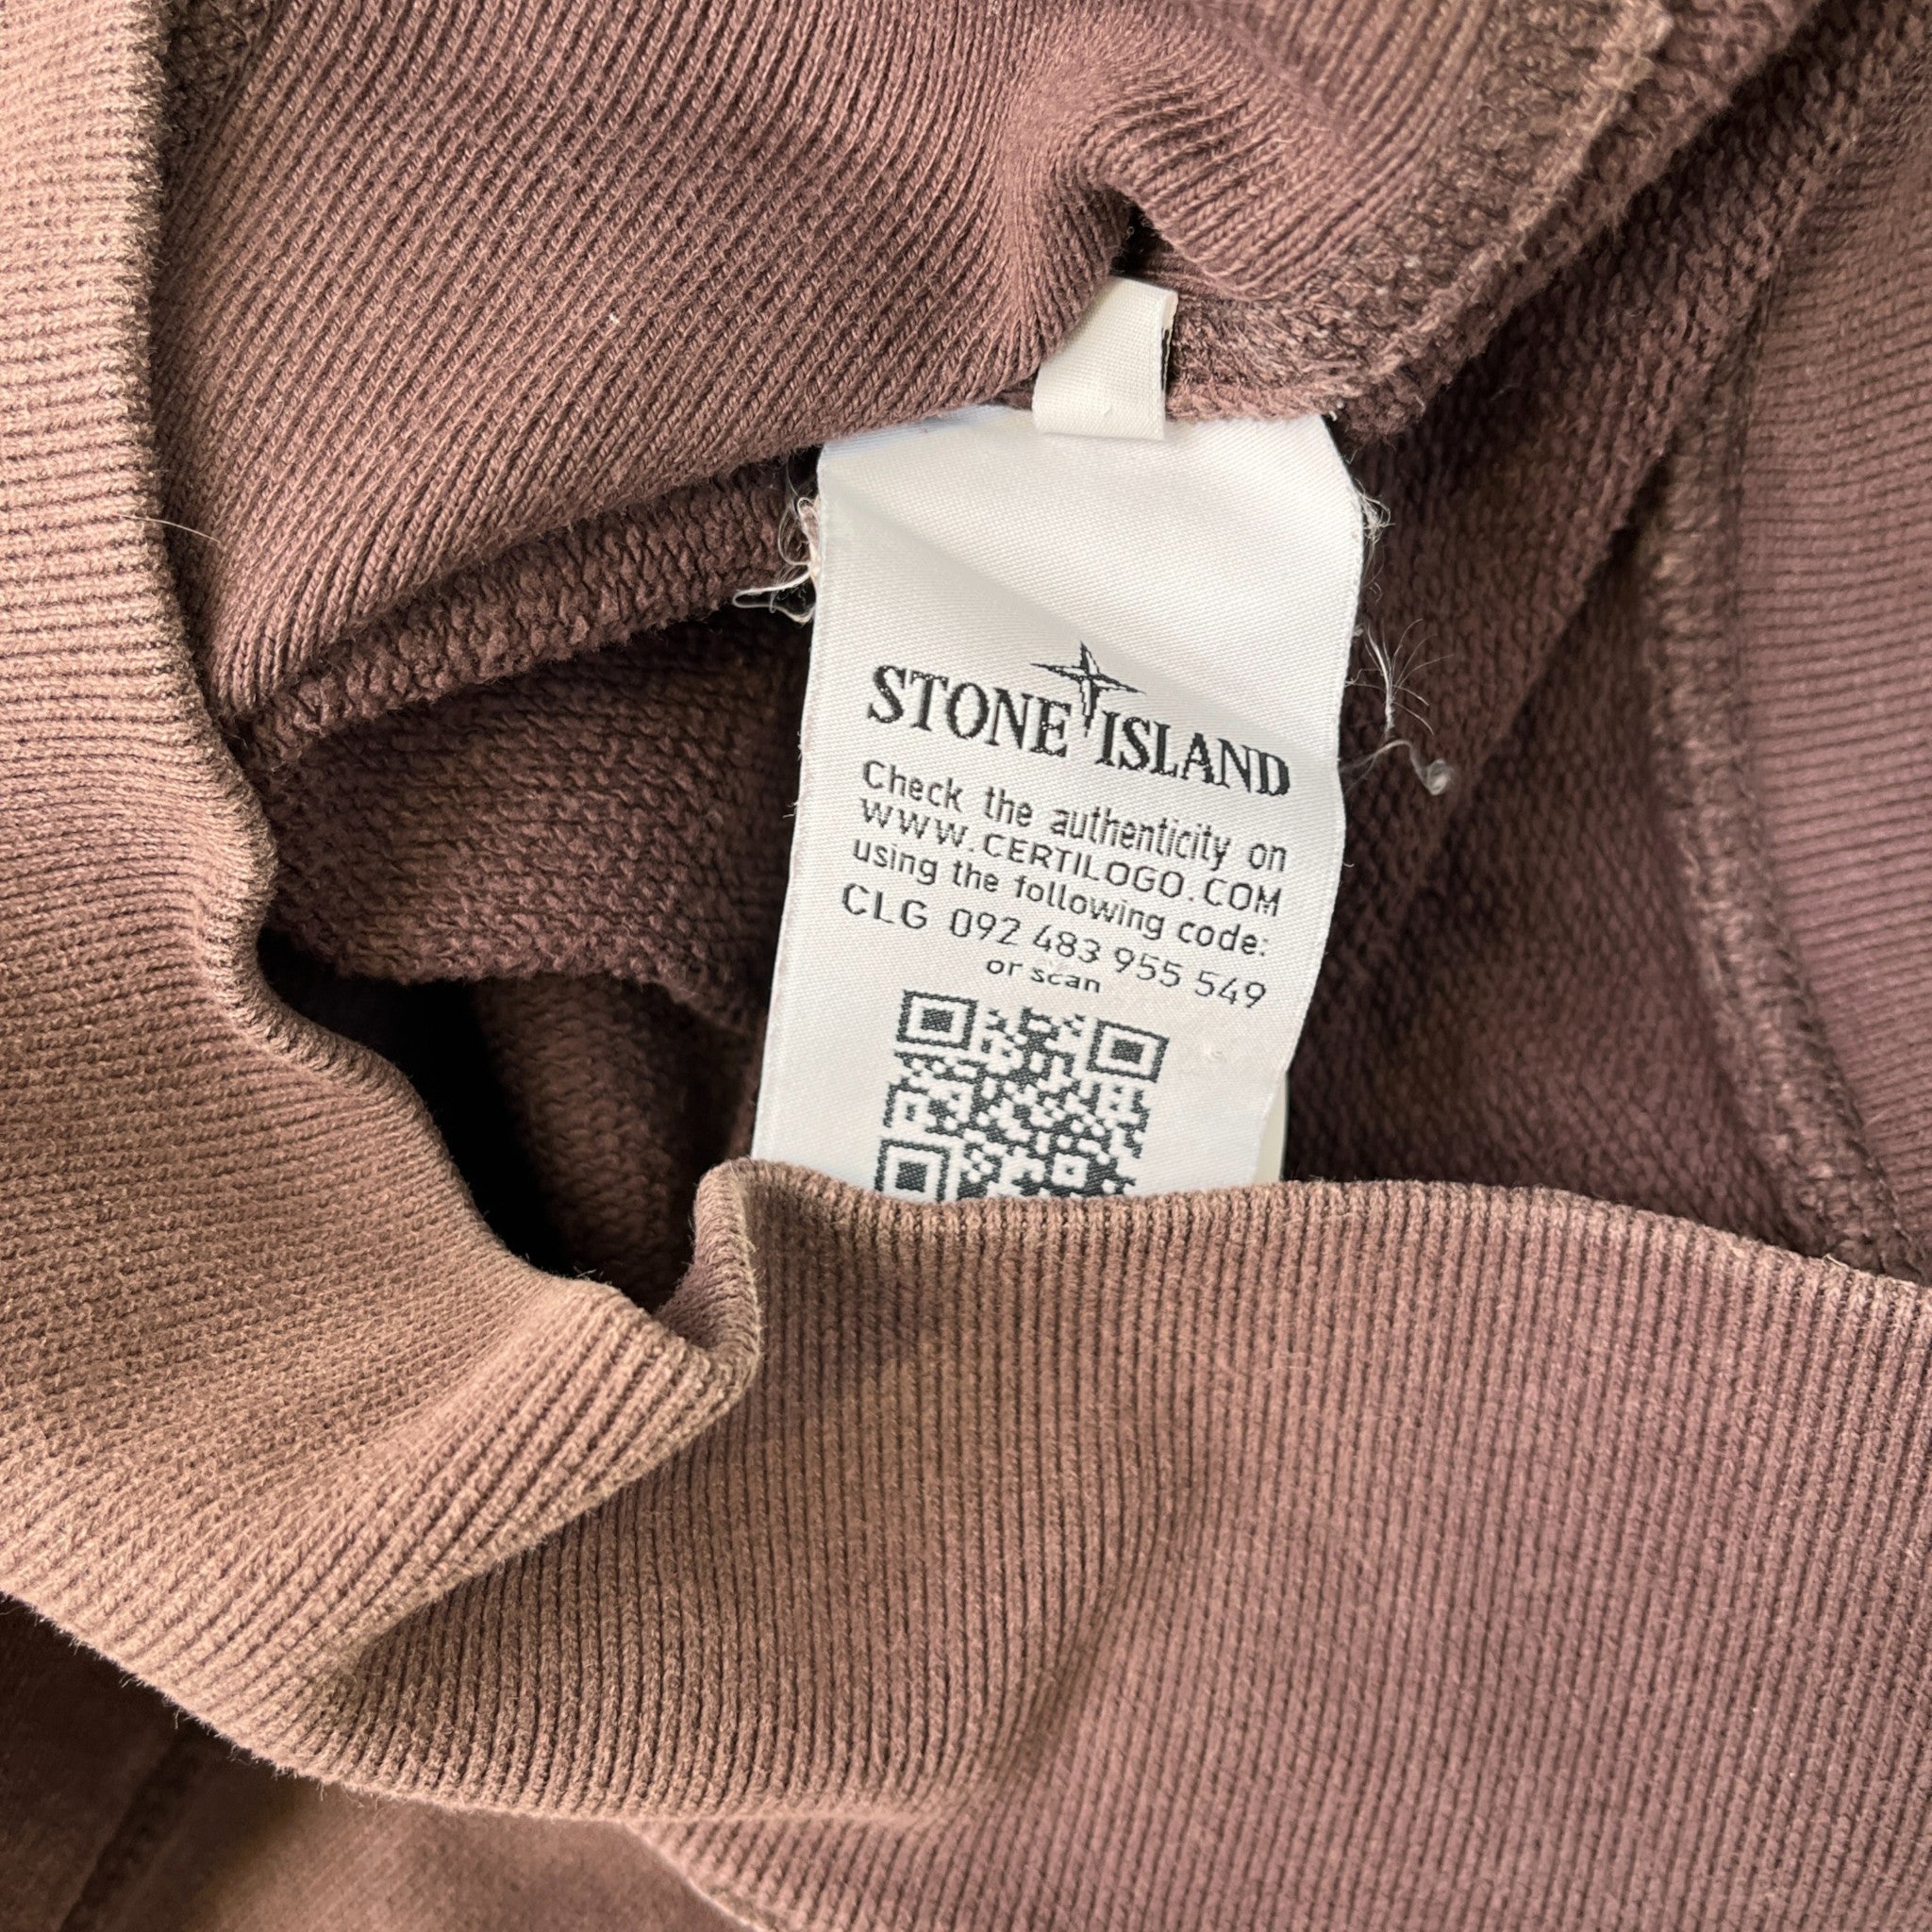 STONE ISLAND
Check the authenticity on
WWW.CERTILOGO.COM
using the following code:
CLG 092 483 955 549
or scan